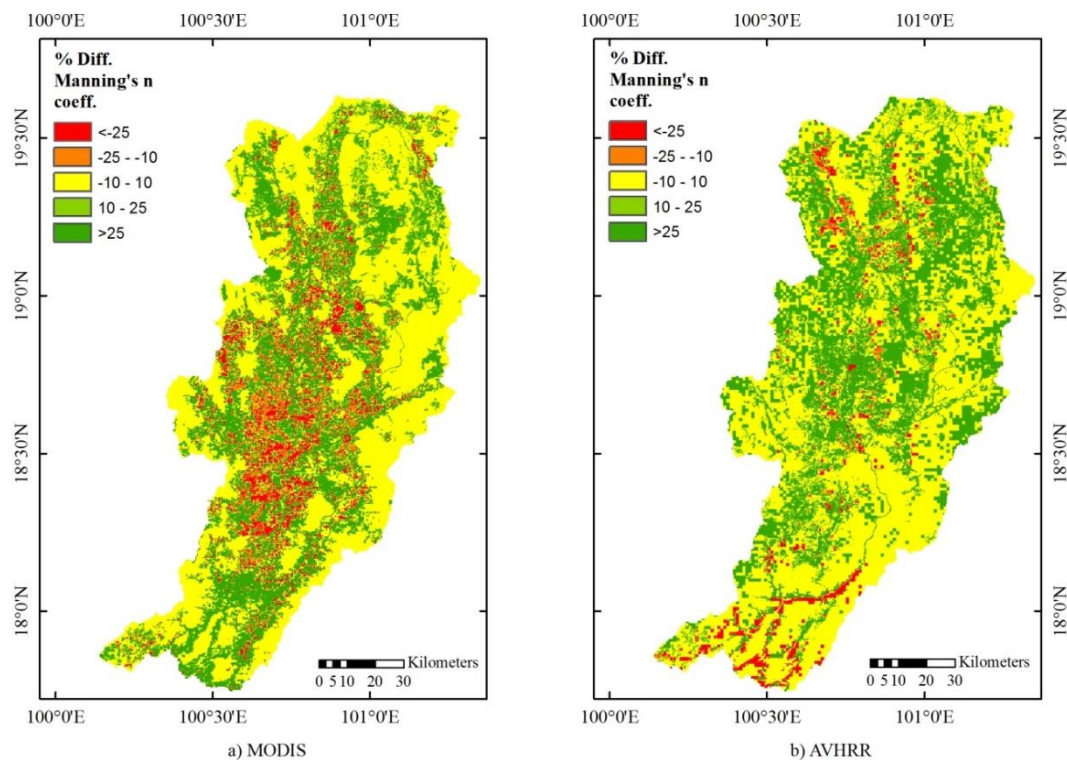 100°0'E 100°30'E 101°0'E
% Diff.
Manning's n
coeff.
<-25
-25 - -10
-10 - 10
10 - 25
>25
19°30'N
19°0'N
18°30'N
18°0'N
Kilometers
0 5 10 20 30
100°0'E 100°30'E 101°0'E
a) MODIS
100°0'E 100°30'E 101°0'E
% Diff.
Manning's n
coeff.
<-25
-25 - -10
-10 - 10
10 - 25
>25
19°30'N
19°0'N
18°30'N
18°0'N
Kilometers
0 5 10 20 30
100°0'E 100°30'E 101°0'E
b) AVHRR